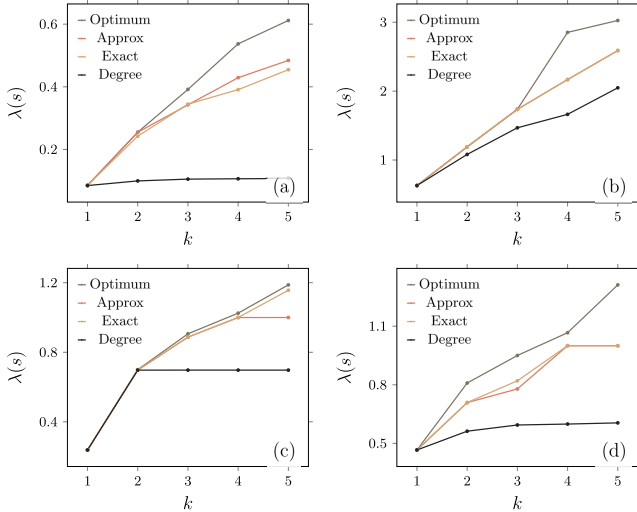 0.6
0.4
0.2
λ(s)
Optimum
Approx
Exact
Degree
(a)
1 2 3 4 5
k
3
2
1
λ(s)
Optimum
Approx
Exact
Degree
(b)
1 2 3 4 5
k
1.2
0.8
0.4
λ(s)
Optimum
Approx
Exact
Degree
(c)
1 2 3 4 5
k
1.1
0.8
0.5
λ(s)
Optimum
Approx
Exact
Degree
(d)
1 2 3 4 5
k